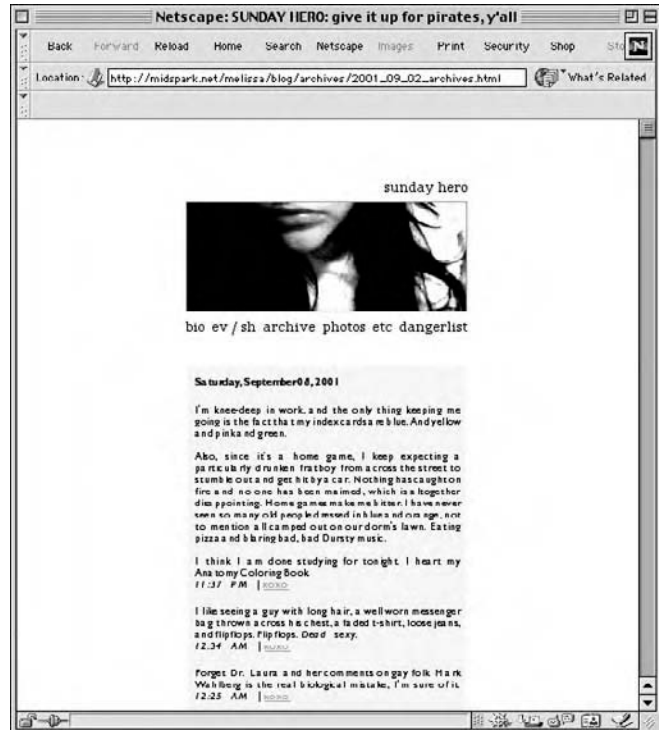 Netscape: SUNDAY HERO: give it up for pirates, y'all
Back Forward Reload Home Search Netscape Images Print Security Shop Sto N
Location: http://midspark.net/melissa/blog/archives/2001_09_02_archives.html What's Related
sunday hero
bio ev / sh archive photos etc dangerlist
Saturday, September 08, 2001
I'm knee-deep in work, and the only thing keeping me
going is the fact that my index cards are blue. And yellow
and pink and green.
Also, since it's a home game, I keep expecting a
particularly drunken fratboy from across the street to
stumble out and get hit by a car. Nothing has caught on
fire and no one has been maimed, which is altogether
disappointing. Home games make me bitter. I have never
seen so many old people dressed in blue and orange, not
to mention all camped out on our dorm's lawn. Eating
pizza and blaring bad, bad Dursty music.
I think I am done studying for tonight. I heart my
Anatomy Coloring Book
11:37 PM | xoxo
I like seeing a guy with long hair, a well worn messenger
bag thrown across his chest, a faded t-shirt, loose jeans,
and flipflops. Flipflops. Dead sexy.
12:34 AM | xoxo
Forget Dr. Laura and her comments on gay folk. Mark
Wahlberg is the real biological mistake, I'm sure of it.
12:25 AM | xoxo